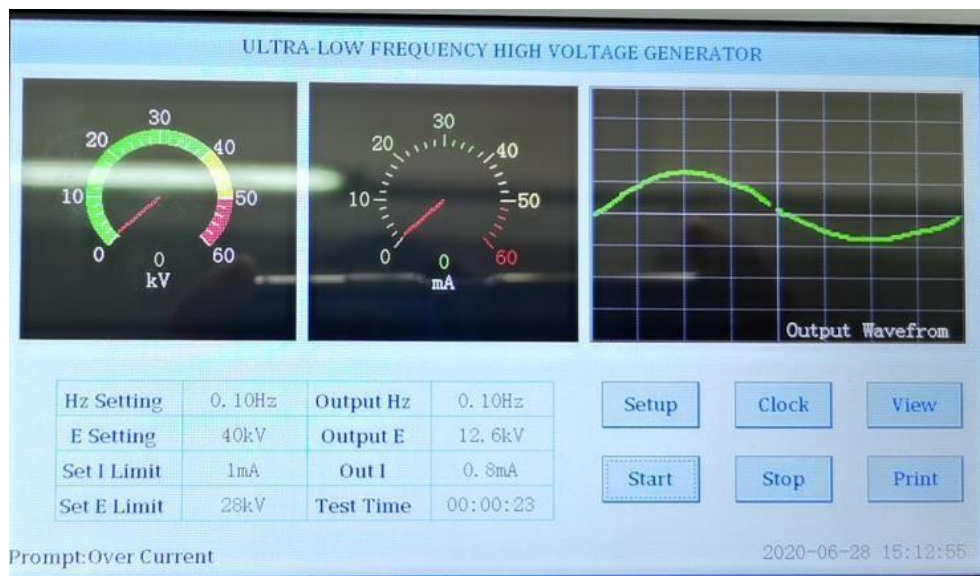 ULTRA-LOW FREQUENCY HIGH VOLTAGE GENERATOR
0 10 20 30 40 50 60
0
kV
0 10 20 30 40 50 60
0
mA
Output Wavefrom
Hz Setting 0.10Hz Output Hz 0.10Hz
E Setting 40kV Output E 12.6kV
Set I Limit 1mA Out I 0.8mA
Set E Limit 28kV Test Time 00:00:23
Setup Clock View
Start Stop Print
Prompt:Over Current
2020-06-28 15:12:55